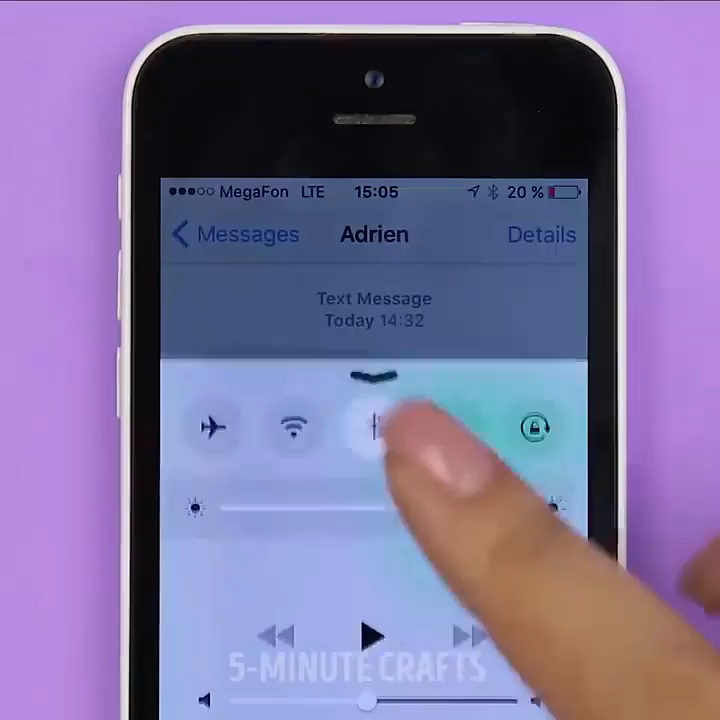 MegaFon LTE 15:05 20 %
Messages Adrien Details
Text Message
Today 14:32
5-MINUTE CRAFTS